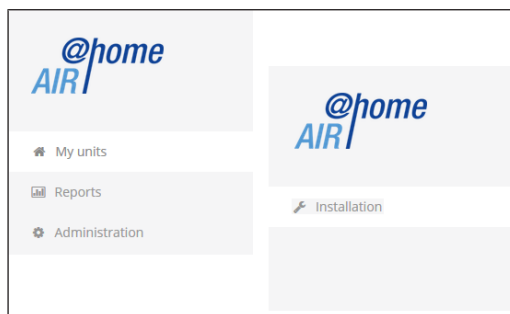 @home
AIR
My units
Reports
Administration
@home
AIR
Installation